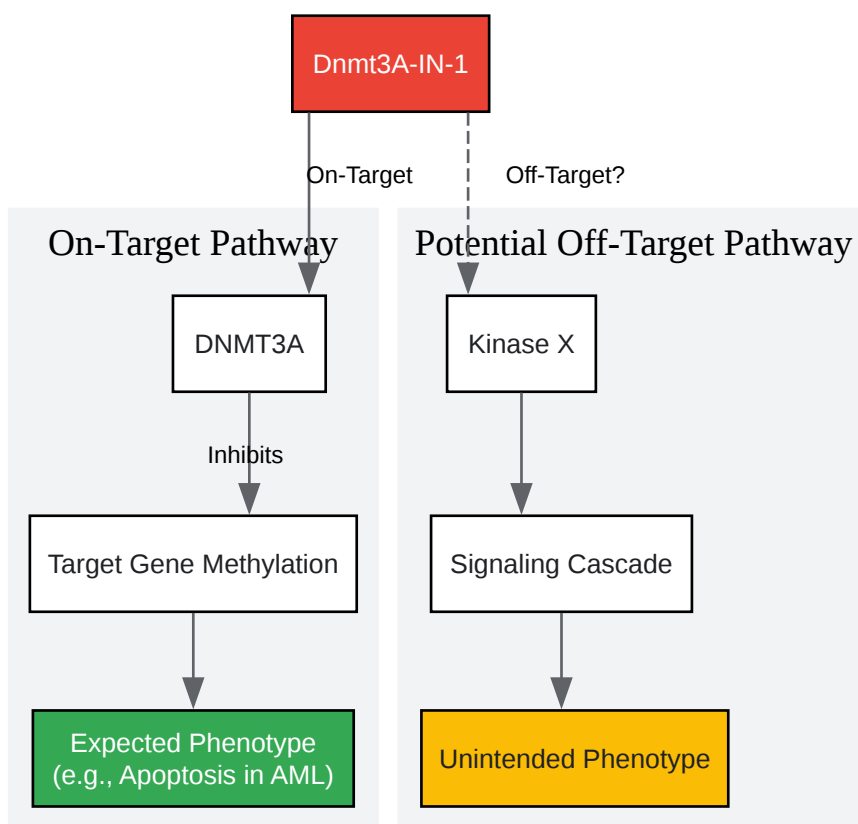 Dnmt3A-IN-1
On-Target
Off-Target?
On-Target Pathway
Potential Off-Target Pathway
DNMT3A
Kinase X
Inhibits
Target Gene Methylation
Signaling Cascade
Expected Phenotype
(e.g., Apoptosis in AML)
Unintended Phenotype